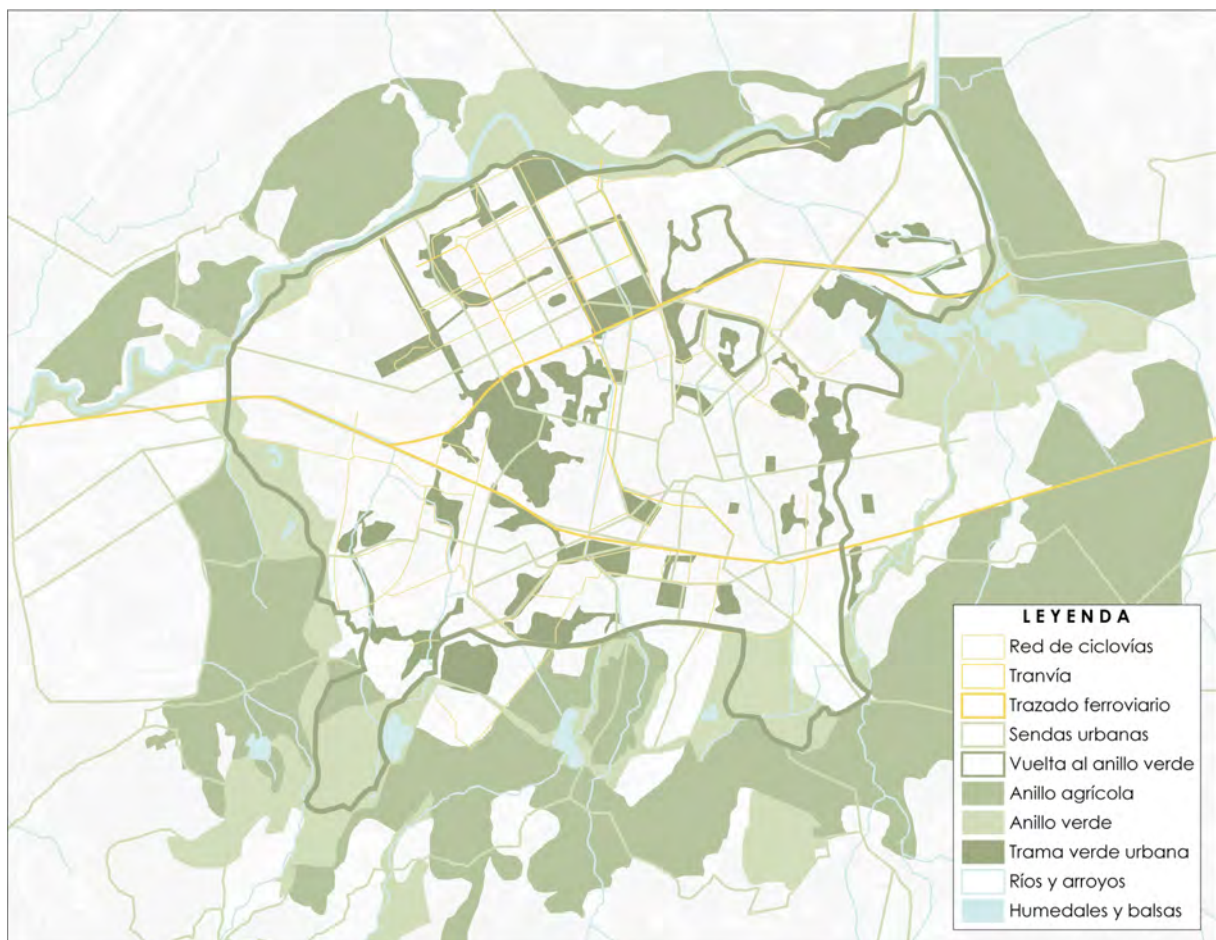 LEYENDA
Red de ciclovías
Tranvía
Trazado ferroviario
Sendas urbanas
Vuelta al anillo verde
Anillo agrícola
Anillo verde
Trama verde urbana
Ríos y arroyos
Humedales y balsas